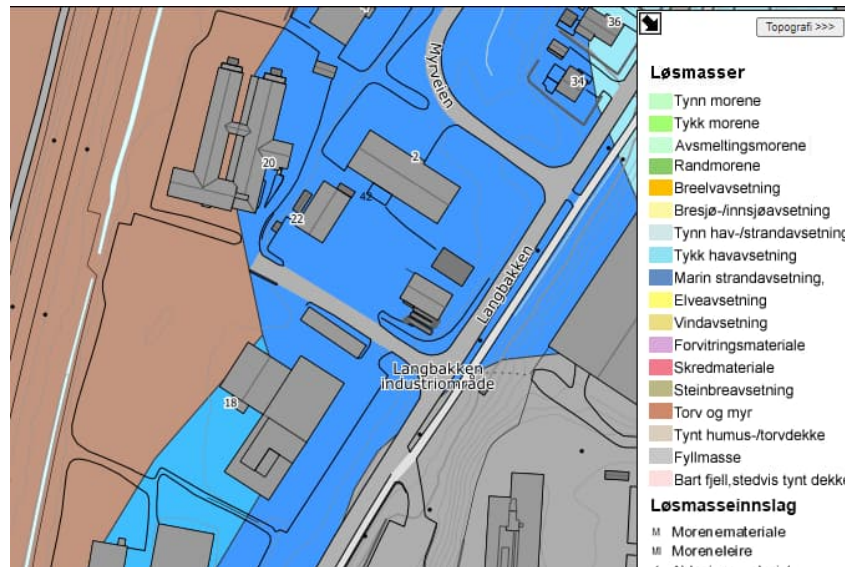 36
Topografi >>>
Myrveien
34
Løsmasser
Tynn morene
Tykk morene
Avsmeltingsmorene
Randmorene
Breelvavsetning
Bresjø-/innsjøavsetning
Tynn hav-/strandavsetning
Tykk havavsetning
Marin strandavsetning,
Elveavsetning
Vindavsetning
Forvitringsmateriale
Skredmateriale
Steinbreavsetning
Torv og myr
Tynt humus-/torvdekke
Fyllmasse
Bart fjell,stedvis tynt dekke
Løsmasseinnslag
M Morenemateriale
Ml Moreneleire
20
2
42
22
Langbakken
Langbakken
industriområde
18